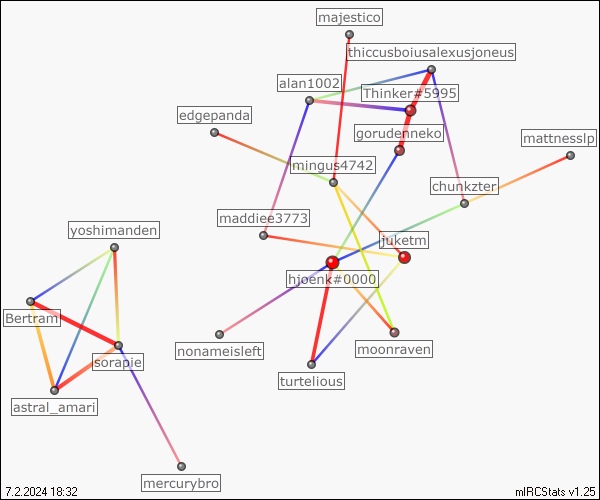 majestico
thiccusboiusalexusjoneus
alan1002
Thinker#5995
edgepanda
gorudenneko
mattnesslp
mingus4742
chunkzter
maddiee3773
yoshimanden
juketm
hjoenk#0000
Bertram
nonameisleft
moonraven
sorapie
turtelious
astral_amari
mercurybro
7.2.2024 18:32
mIRCStats v1.25